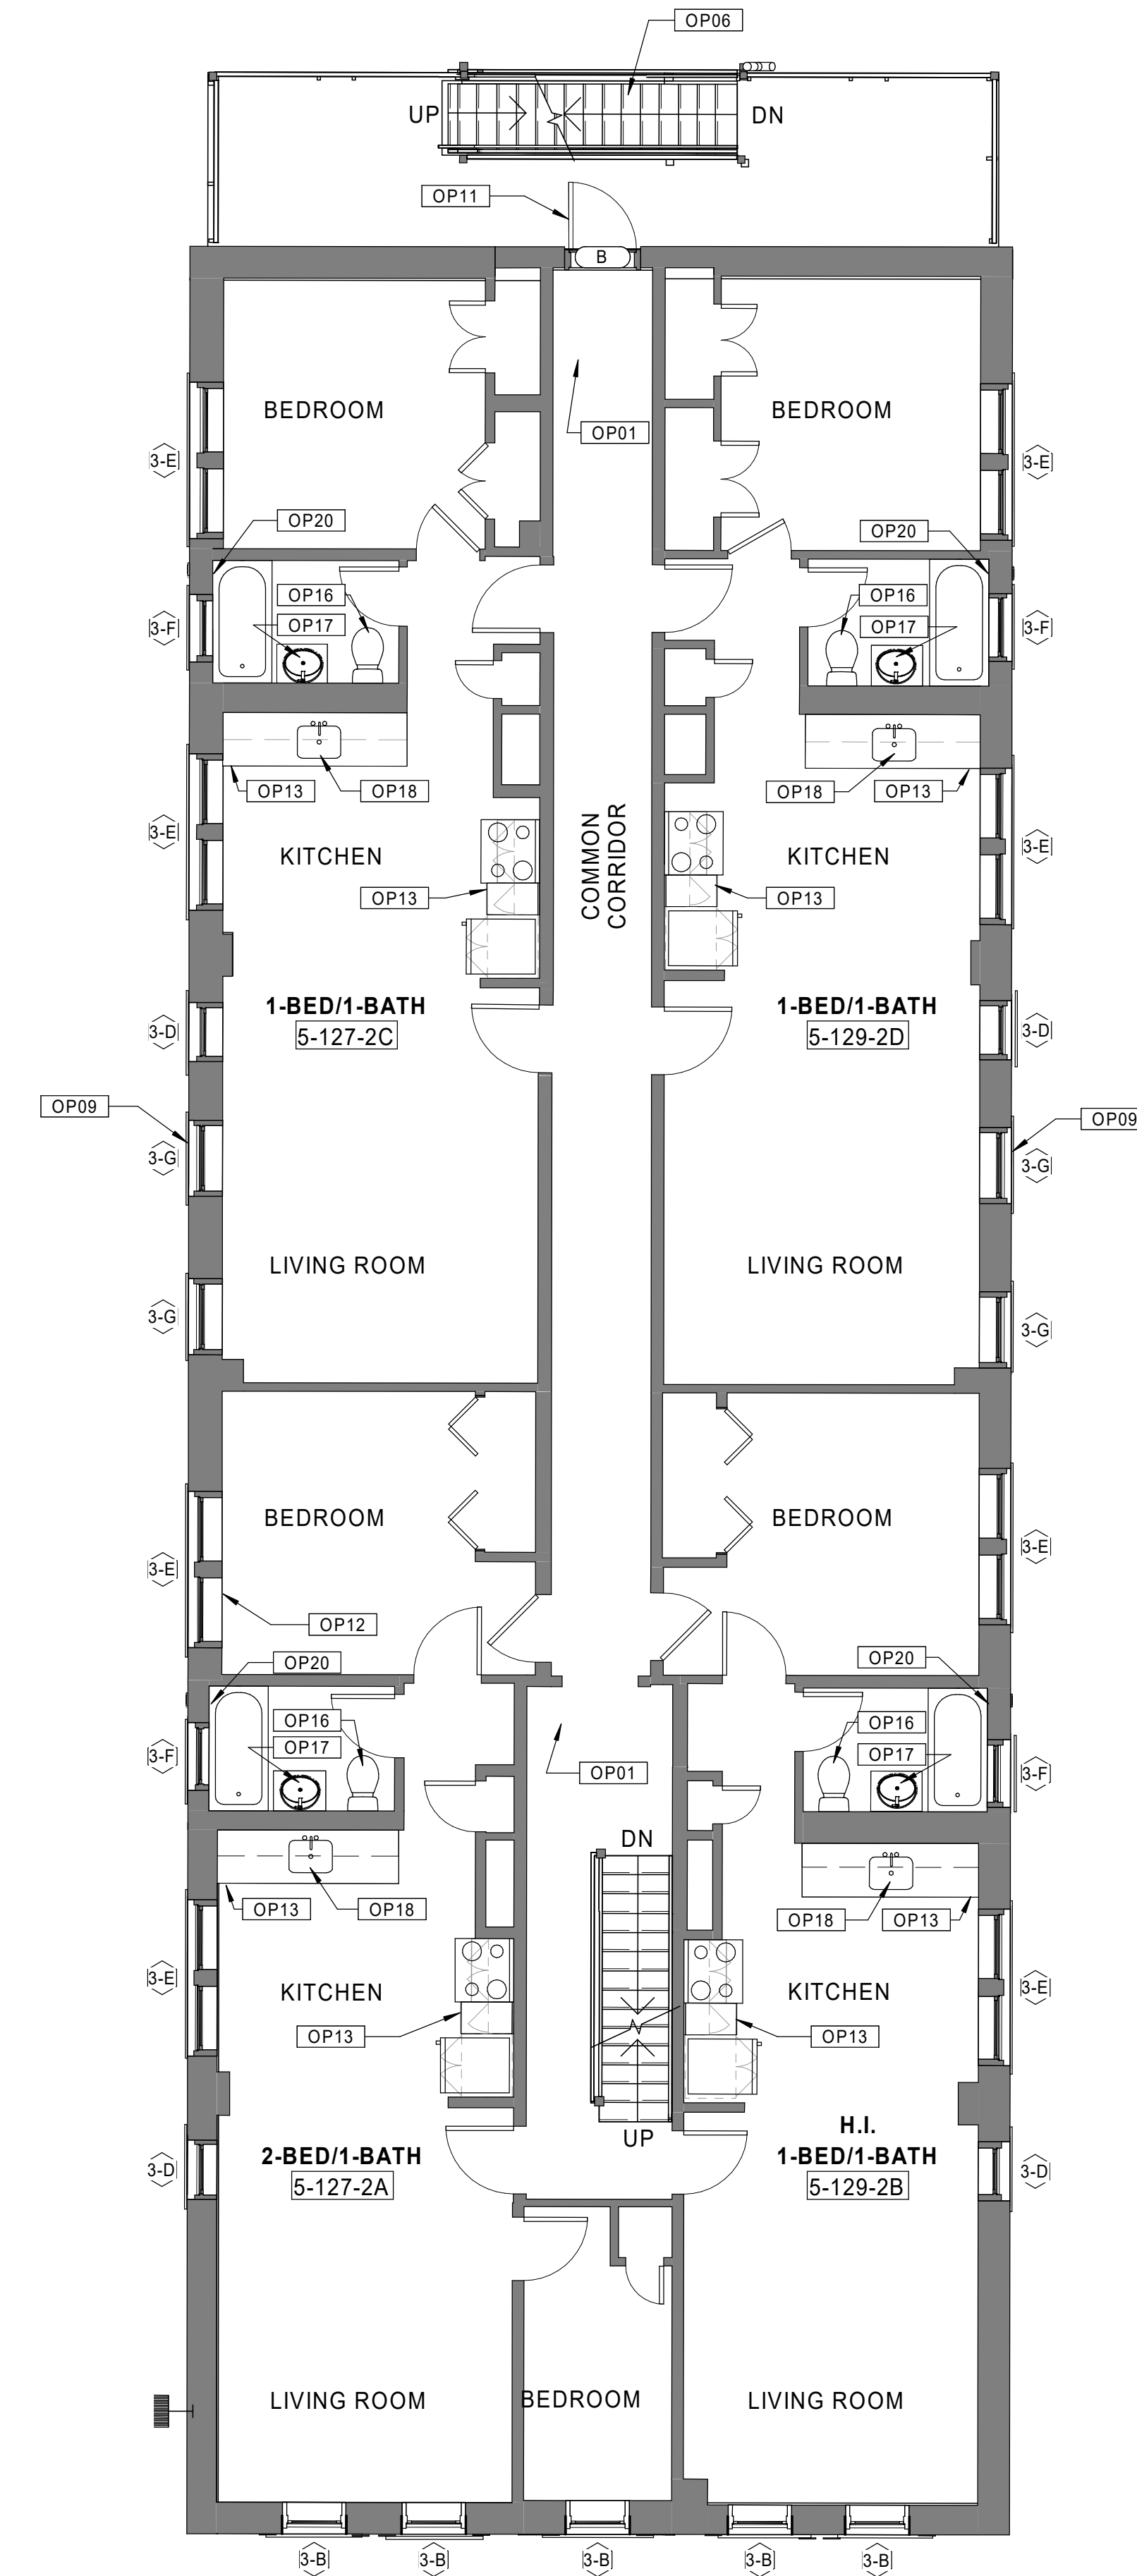 OP06
UP
DN
OP11
B
BEDROOM
BEDROOM
OP01
3-E
3-E
OP20
OP20
OP16
OP16
OP17
OP17
3-F
3-F
OP13
OP18
OP18
OP13
3-E
3-E
KITCHEN
KITCHEN
COMMON
CORRIDOR
OP13
OP13
1-BED/1-BATH
5-127-2C
1-BED/1-BATH
5-129-2D
3-D
3-D
OP09
OP09
3-G
3-G
LIVING ROOM
LIVING ROOM
3-G
3-G
BEDROOM
BEDROOM
3-E
3-E
OP12
OP20
OP20
OP16
OP16
OP17
OP17
3-F
3-F
OP01
DN
OP13
OP18
OP18
OP13
3-E
3-E
KITCHEN
KITCHEN
OP13
OP13
UP
2-BED/1-BATH
5-127-2A
H.I.
1-BED/1-BATH
5-129-2B
3-D
3-D
LIVING ROOM
BEDROOM
LIVING ROOM
3-B
3-B
3-B
3-B
3-B